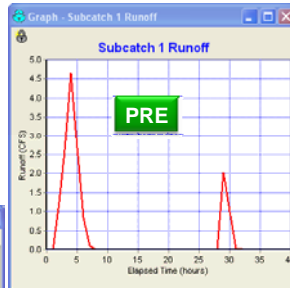 Graph - Subcatch 1 Runoff
Subcatch 1 Runoff
PRE
Runoff (CFS)
5.0
4.5
4.0
3.5
3.0
2.5
2.0
1.5
1.0
0.5
0.0
0 5 10 15 20 25 30 35 40
Elapsed Time (hours)